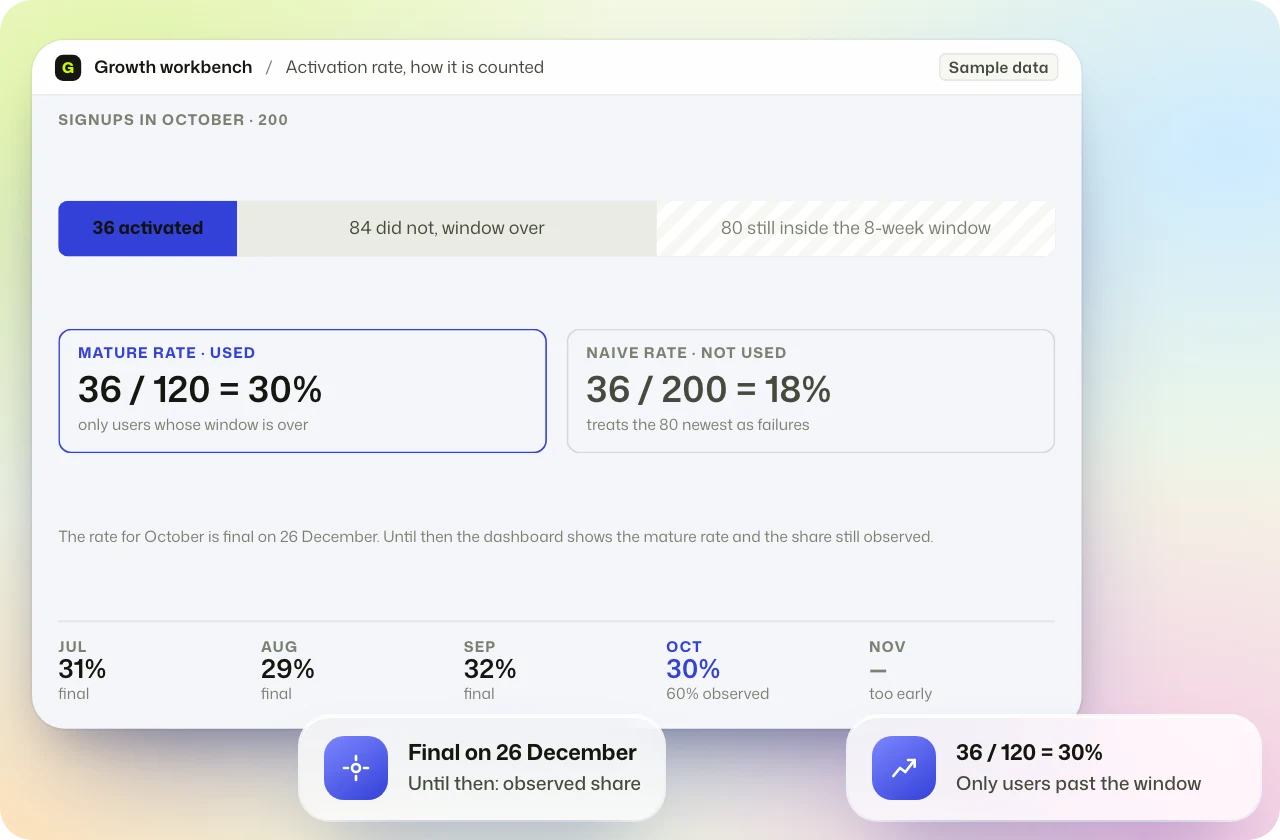 G Growth workbench / Activation rate, how it is counted
Sample data
SIGNUPS IN OCTOBER · 200
36 activated
84 did not, window over
80 still inside the 8-week window
MATURE RATE · USED
36 / 120 = 30%
only users whose window is over
NAIVE RATE · NOT USED
36 / 200 = 18%
treats the 80 newest as failures
The rate for October is final on 26 December. Until then the dashboard shows the mature rate and the share still observed.
JUL
31%
final
AUG
29%
final
SEP
32%
final
OCT
30%
60% observed
NOV
—
too early
Final on 26 December
Until then: observed share
36 / 120 = 30%
Only users past the window